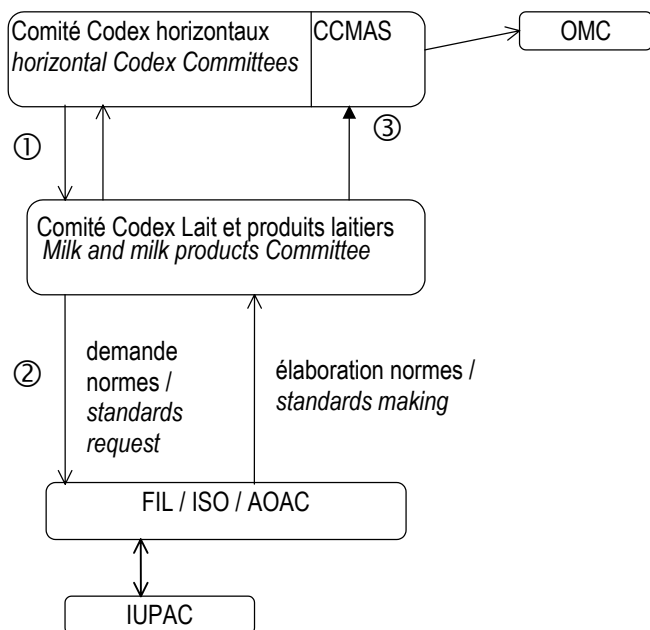 Comité Codex horizontaux
horizontal Codex Committees
CCMAS
OMC
①
③
Comité Codex Lait et produits laitiers
Milk and milk products Committee
②
demande
normes /
standards
request
élaboration normes /
standards making
FIL / ISO / AOAC
IUPAC